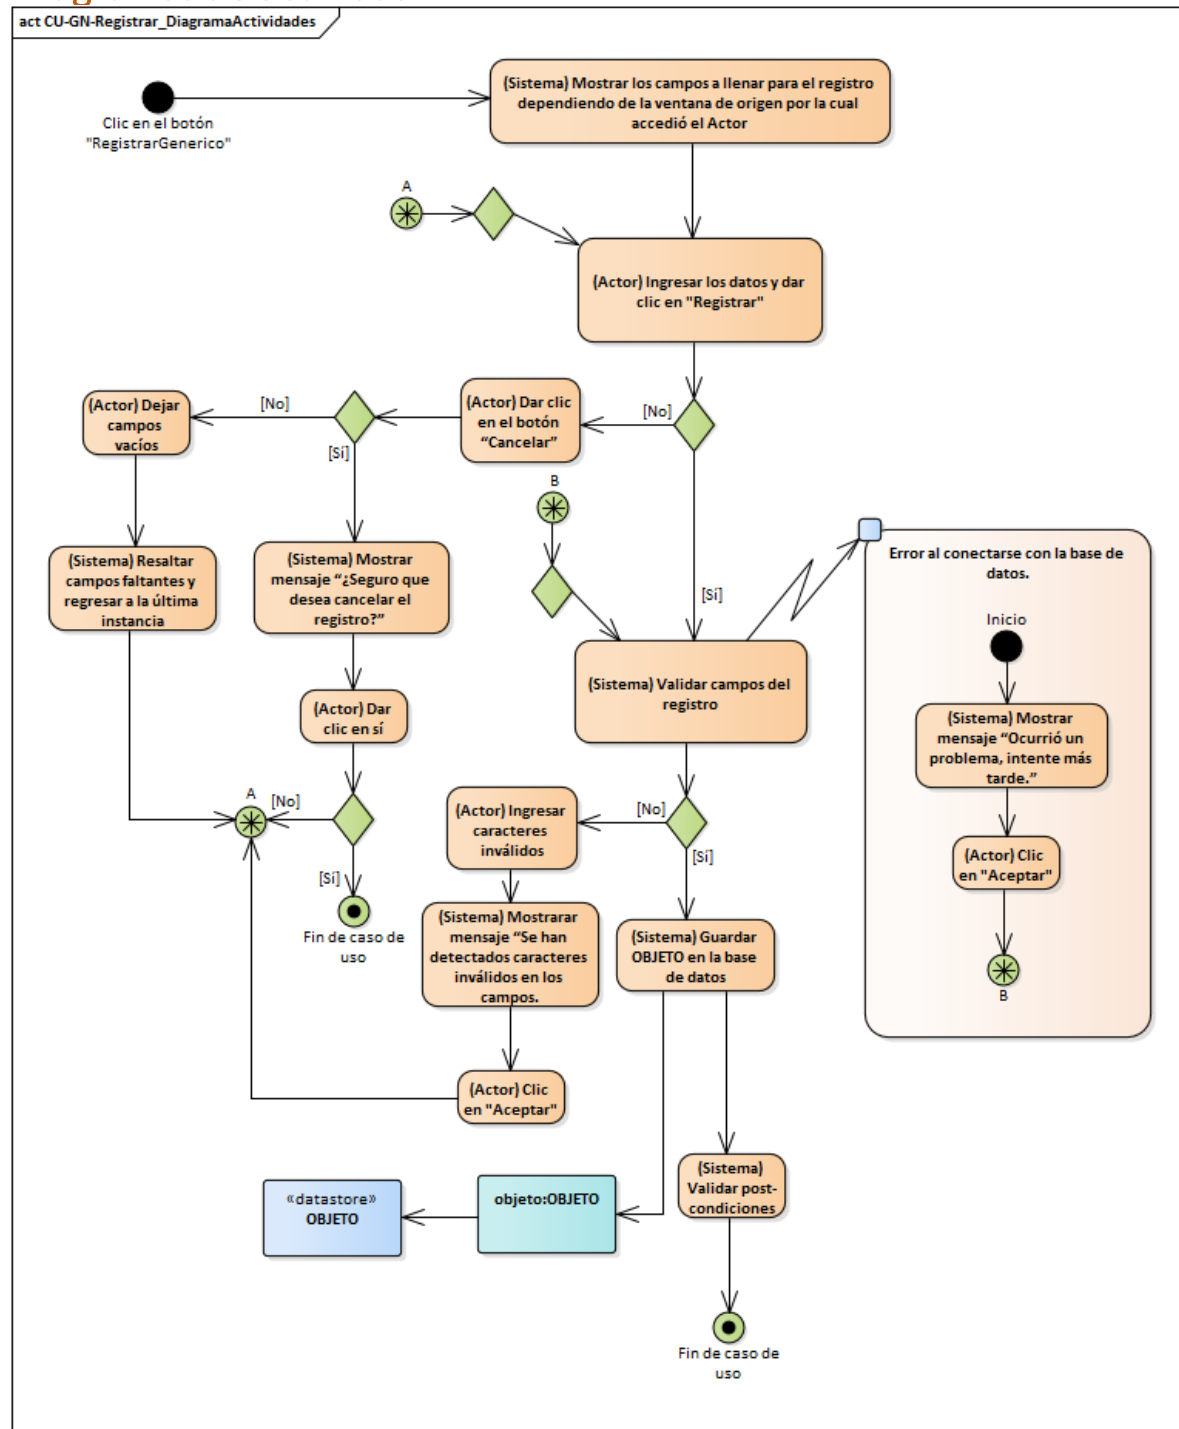 act CU-GN-Registrar_DiagramaActividades
(Sistema) Mostrar los campos a llenar para el registro
dependiendo de la ventana de origen por la cual
accedió el Actor
Clic en el botón
"RegistrarGenerico"
A
(Actor) Ingresar los datos y dar
clic en "Registrar"
[No]
(Actor) Dar clic
en el botón
“Cancelar”
[No]
[Sí]
(Actor) Dejar
campos
vacíos
B
(Sistema) Resaltar
campos faltantes y
regresar a la última
instancia
(Sistema) Mostrar
mensaje “¿Seguro que
desea cancelar el
registro?”
[Sí]
Error al conectarse con la base de
datos.
Inicio
(Sistema) Validar campos del
registro
(Actor) Dar
clic en sí
(Sistema) Mostrar
mensaje “Ocurrió un
problema, intente más
tarde.”
A
[No]
[Sí]
(Actor) Ingresar
caracteres
inválidos
[No]
[Sí]
(Actor) Clic
en "Aceptar"
Fin de caso de
uso
(Sistema) Mostrarar
mensaje “Se han
detectados caracteres
inválidos en los
campos.
(Sistema) Guardar
OBJETO en la base
de datos
B
(Actor) Clic
en "Aceptar"
(Sistema)
Validar post-
condiciones
«datastore»
OBJETO
objeto:OBJETO
Fin de caso de
uso